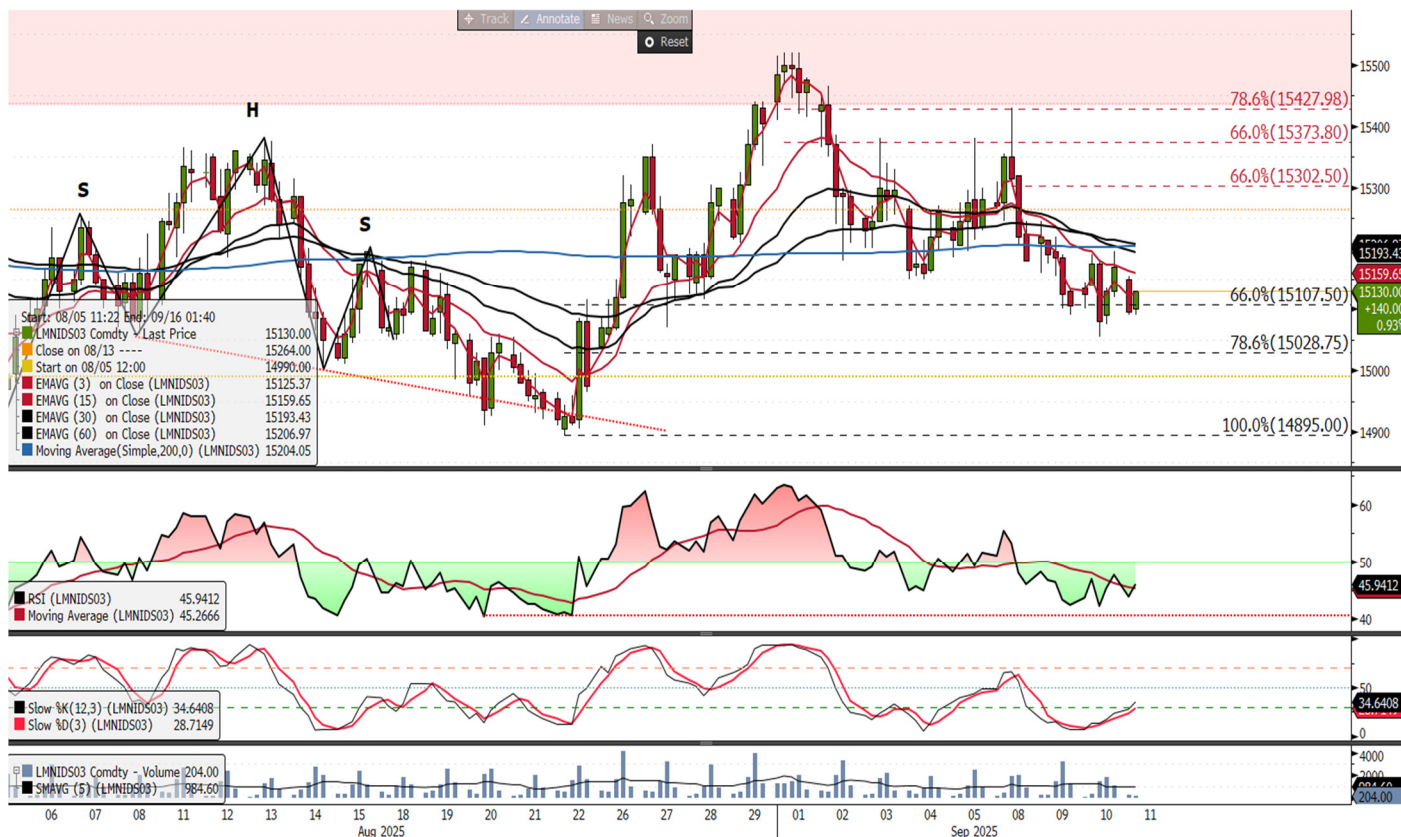 Track Annotate News Zoom
Reset
H
S
S
15500
15400
15300
15000
14900
78.6%(15427.98)
66.0%(15373.80)
66.0%(15302.50)
66.0%(15107.50)
78.6%(15028.75)
100.0%(14895.00)
15193.43
15159.65
15130.00
+140.00
0.93%
Start: 08/05 11:22 End: 09/16 01:40
LMNIDS03 Comdty - Last Price 15130.00
Close on 08/13 ---- 15264.00
Start on 08/05 12:00 14990.00
EMAVG (3) on Close (LMNIDS03) 15125.37
EMAVG (15) on Close (LMNIDS03) 15159.65
EMAVG (30) on Close (LMNIDS03) 15193.43
EMAVG (60) on Close (LMNIDS03) 15206.97
Moving Average(Simple,200,0) (LMNIDS03) 15204.05
60
50
45.9412
40
RSI (LMNIDS03) 45.9412
Moving Average (LMNIDS03) 45.2666
50
34.6408
0
Slow %K(12,3) (LMNIDS03) 34.6408
Slow %D(3) (LMNIDS03) 28.7149
4000
204.00
LMNIDS03 Comdty - Volume 204.00
SMAVG (5) (LMNIDS03) 984.60
06 07 08 11 12 13 14 15 18 19 20 21 22 26 27 28 29 01 02 03 04 05 08 09 10 11
Aug 2025 Sep 2025